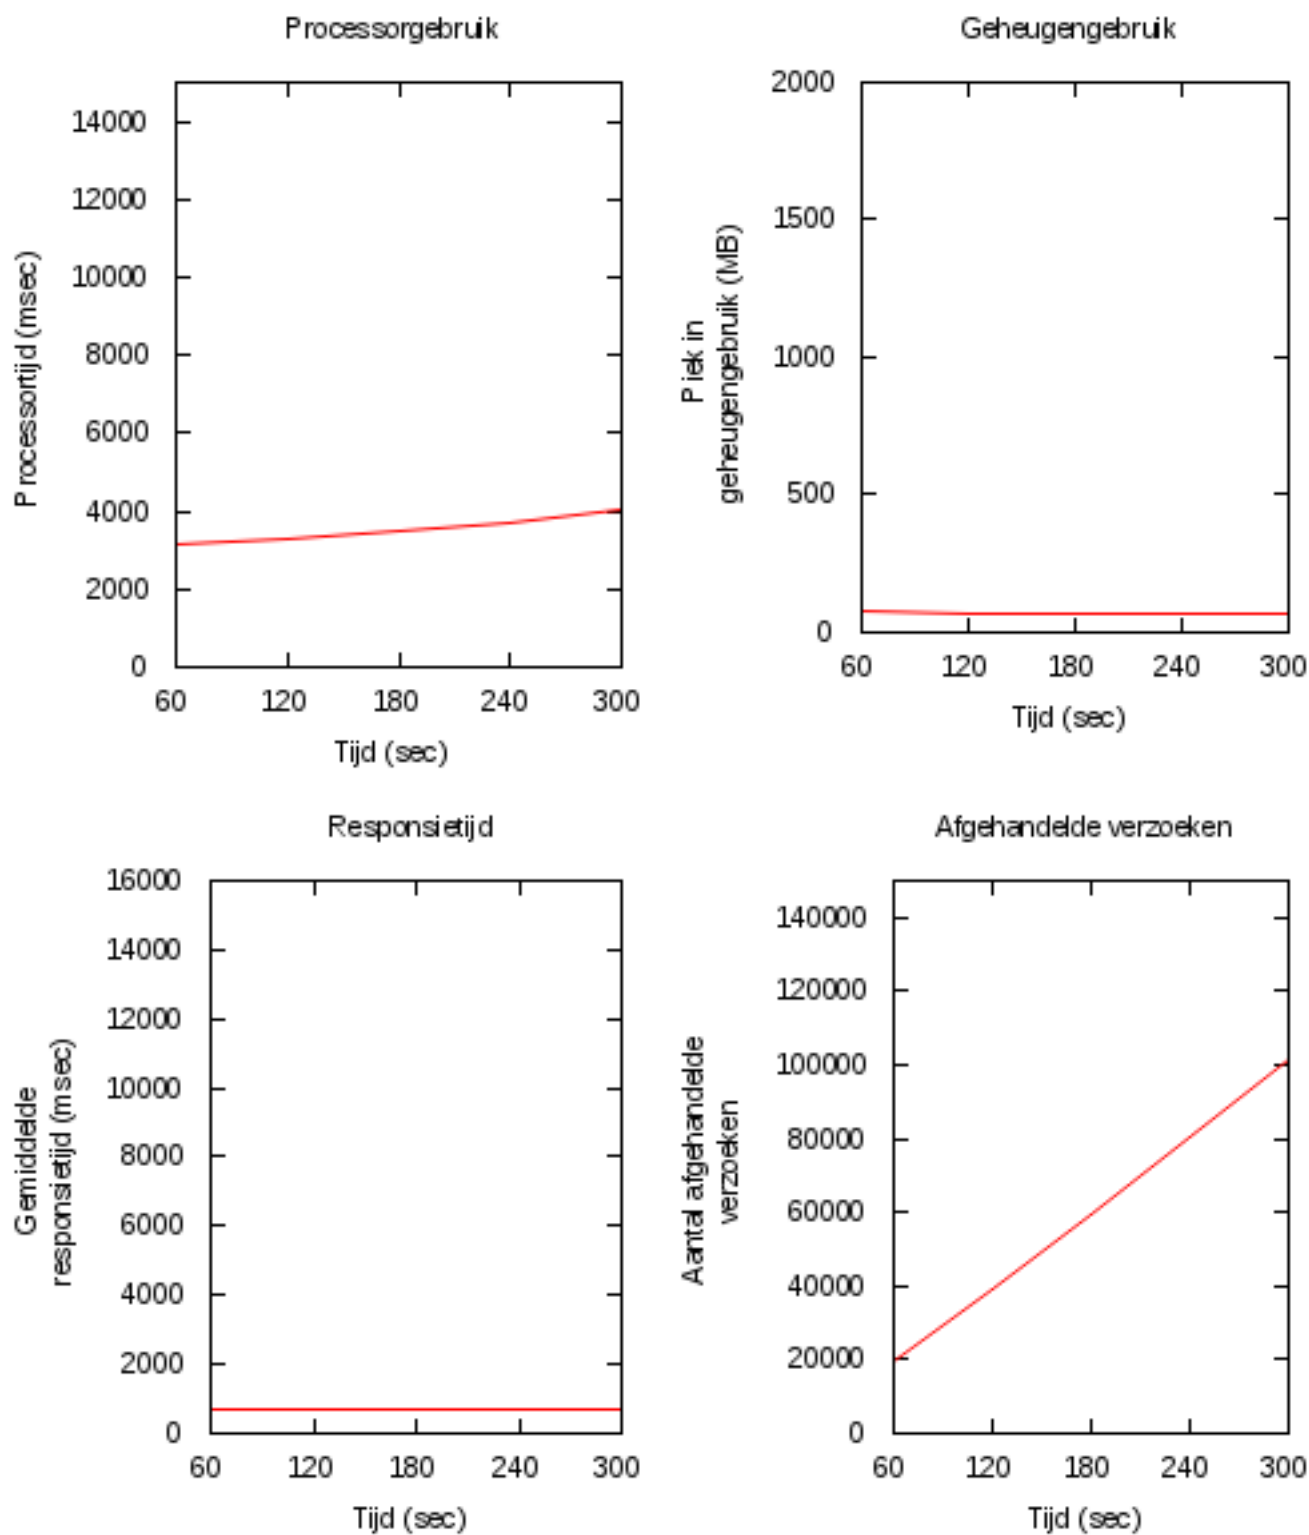 Processorgebruik
14000
12000
10000
8000
6000
4000
2000
0
60 120 180 240 300
Processortijd (msec)
Tijd (sec)
Geheugengebruik
2000
1500
1000
500
0
60 120 180 240 300
Piek in
geheugengebruik (MB)
Tijd (sec)
Responsietijd
16000
14000
12000
10000
8000
6000
4000
2000
0
60 120 180 240 300
Gemiddelde
responsietijd (msec)
Tijd (sec)
Afgehandelde verzoeken
140000
120000
100000
80000
60000
40000
20000
0
60 120 180 240 300
Aantal afgehandelde
verzoeken
Tijd (sec)